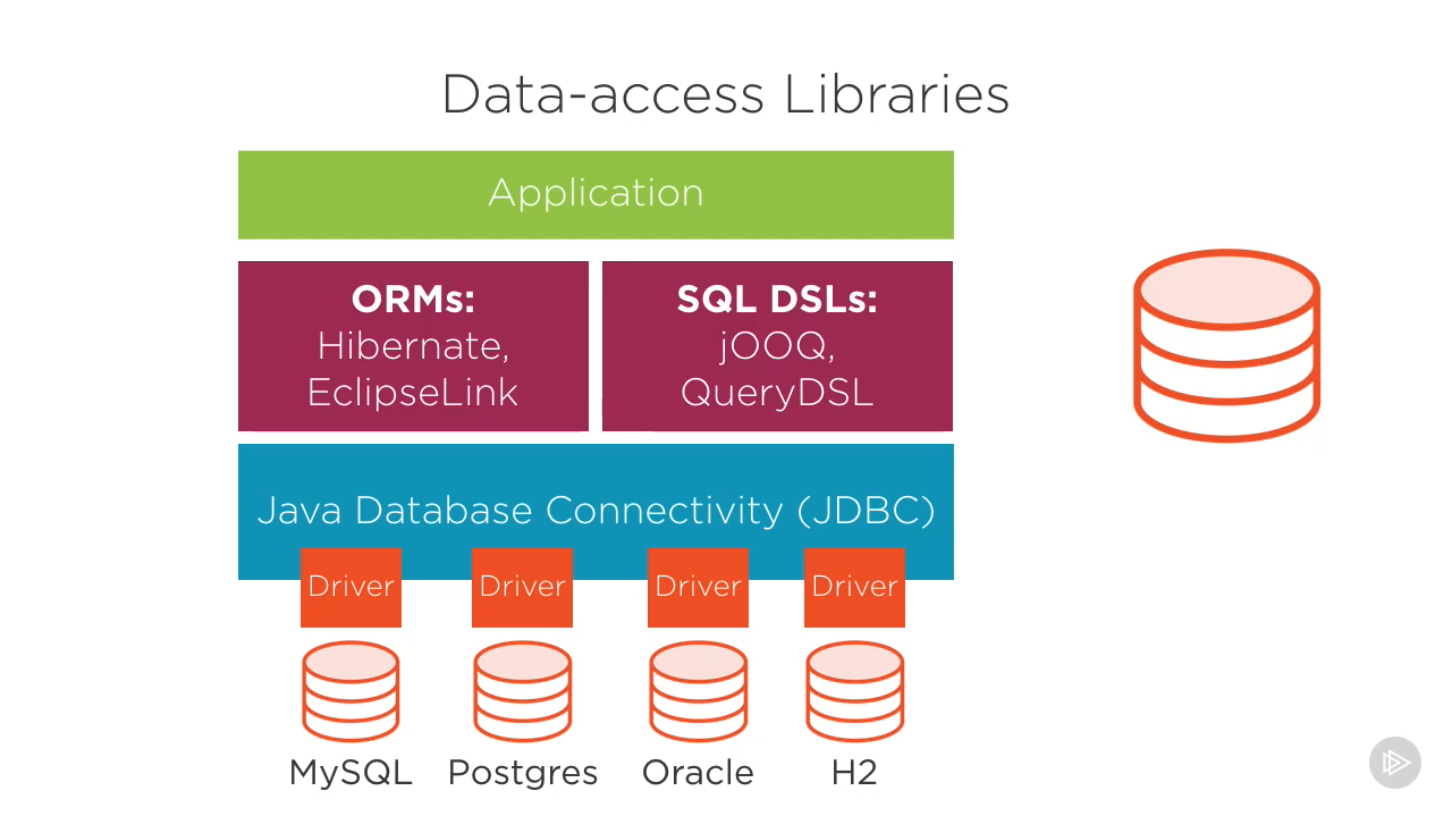 Data-access Libraries
Application
ORMs:
Hibernate,
EclipseLink
SQL DSLs:
jOOQ,
QueryDSL
Java Database Connectivity (JDBC)
Driver
Driver
Driver
Driver
MySQL
Postgres
Oracle
H2